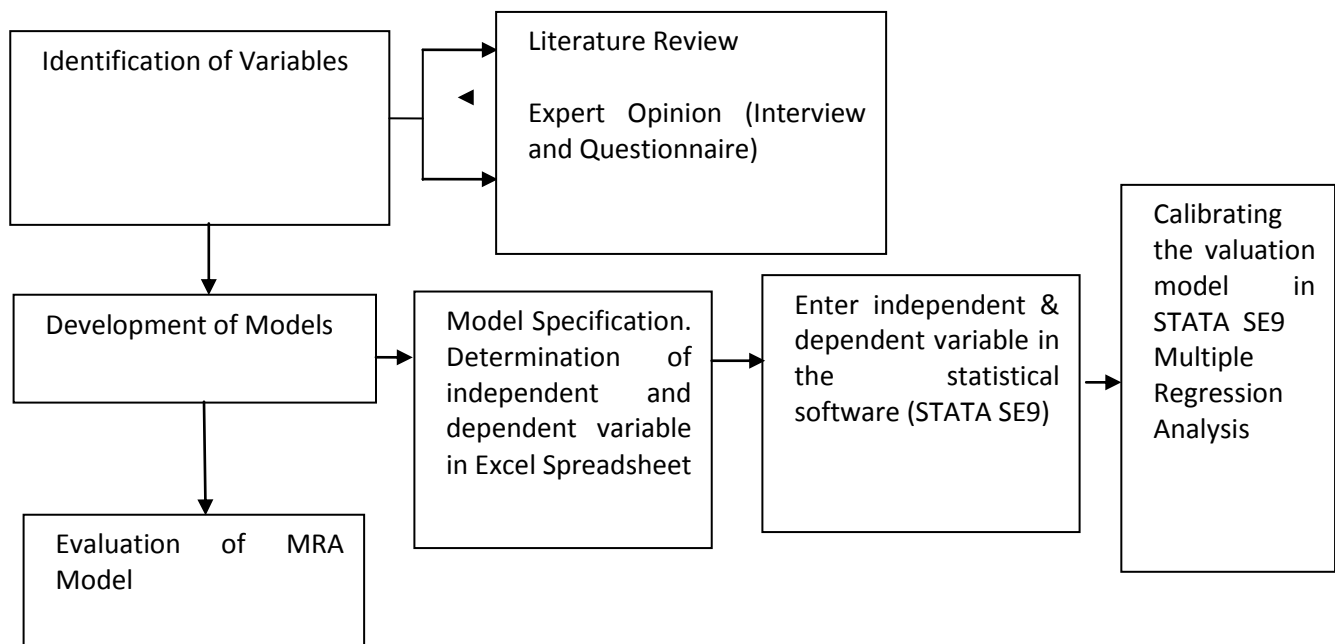 Identification of Variables
Literature Review
Expert Opinion (Interview
and Questionnaire)
Development of Models
Model Specification.
Determination of
independent and
dependent variable
in Excel Spreadsheet
Enter independent &
dependent variable in
the statistical
software (STATA SE9)
Calibrating
the valuation
model in
STATA SE9
Multiple
Regression
Analysis
Evaluation of MRA
Model